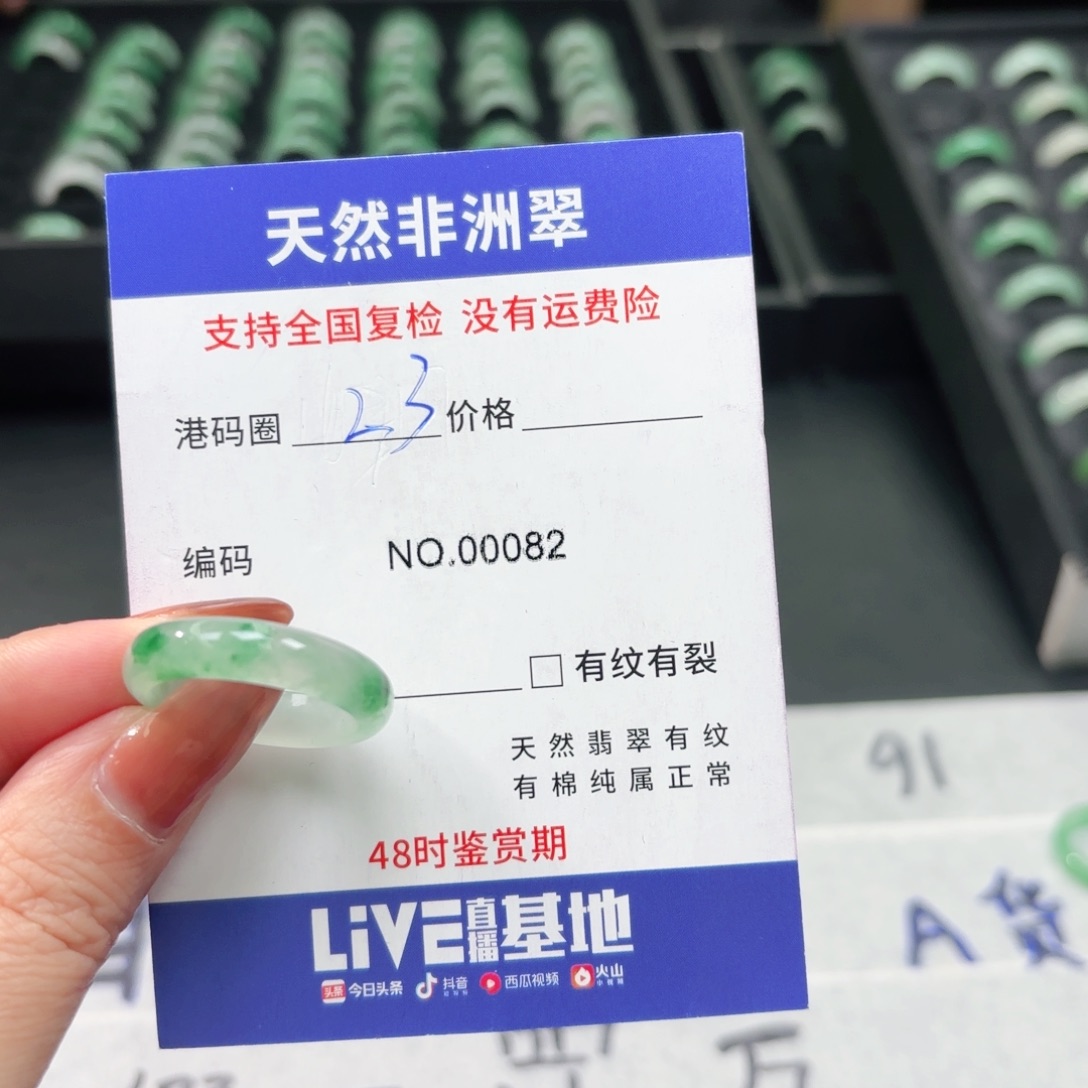 天然非洲翠
支持全国复检 没有运费险
港码圈 23 价格
编码 NO.00082
有纹有裂
天然翡翠有纹
有棉纯属正常
48时鉴赏期
LiVE直播基地
头条 今日头条 抖音 西瓜视频 火山
91
A货
万